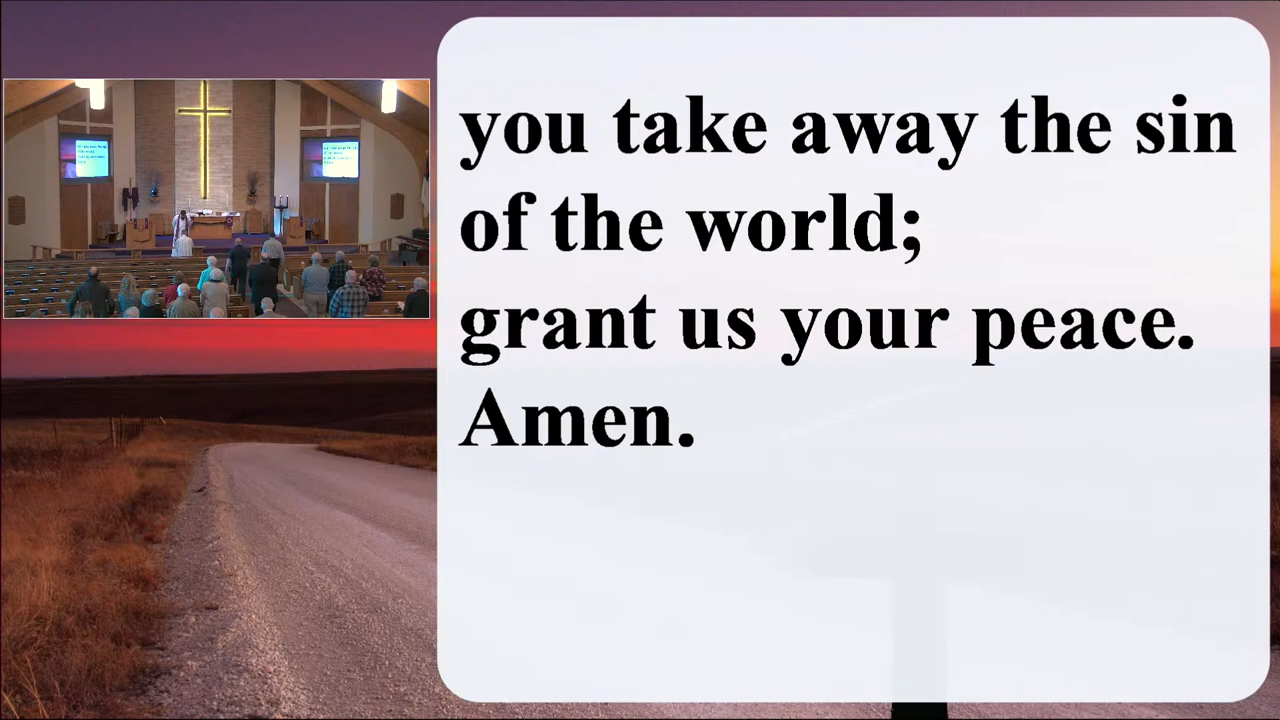 you take away the sin
of the world;
grant us your peace.
Amen.